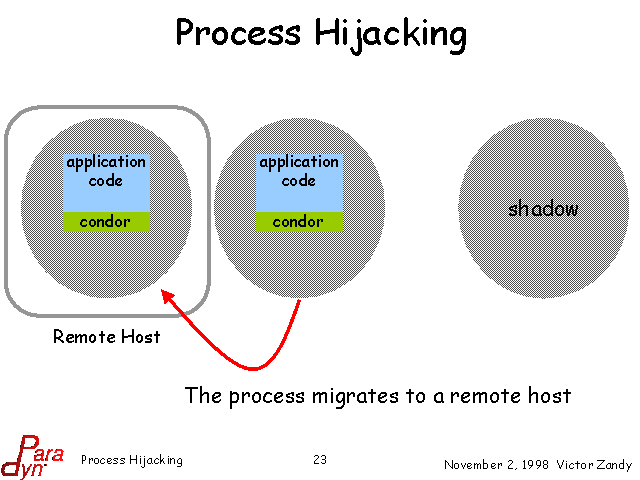 Process Hijacking
application
code
condor
application
code
condor
shadow
Remote Host
The process migrates to a remote host
Para
dyn
Process Hijacking
23
November 2, 1998 Victor Zandy